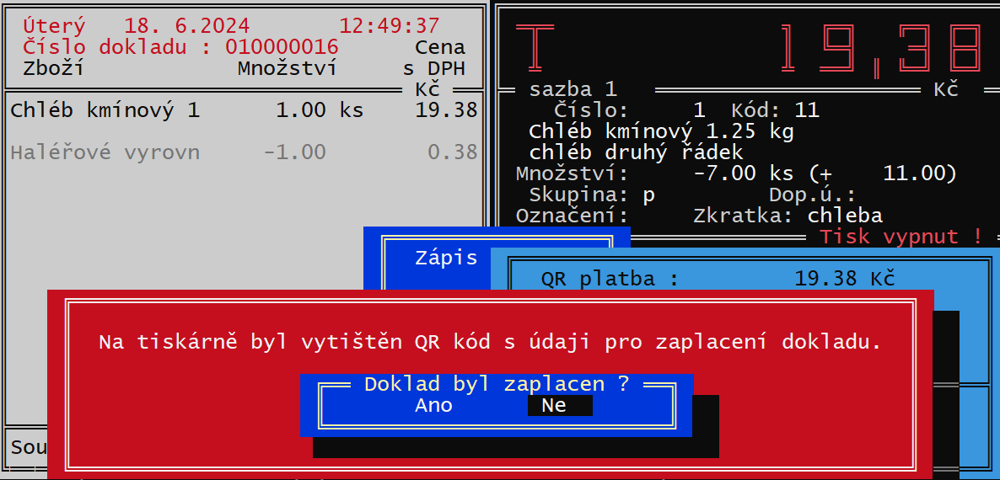 Úterý 18. 6.2024 12:49:37
Číslo dokladu : 010000016 Cena
Zboží Množství s DPH
Kč
Chléb kmínový 1 1.00 ks 19.38
Haléřové vyrovn -1.00 0.38
Sou
T 19,38
sazba 1 Kč
Číslo: 1 Kód: 11
Chléb kmínový 1.25 kg
chléb druhý řádek
Množství: -7.00 ks (+ 11.00)
Skupina: p Dop.ú.:
Označení: Zkratka: chleba
Tisk vypnut !
Zápis
QR platba : 19.38 Kč
Na tiskárně byl vytištěn QR kód s údaji pro zaplacení dokladu.
Doklad byl zaplacen ?
Ano Ne